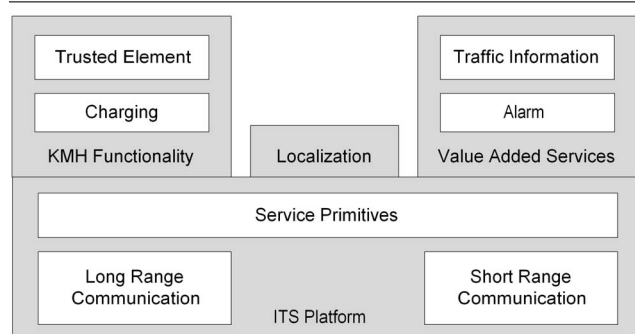 Trusted Element
Charging
KMH Functionality
Localization
Traffic Information
Alarm
Value Added Services
Service Primitives
Long Range
Communication
Short Range
Communication
ITS Platform